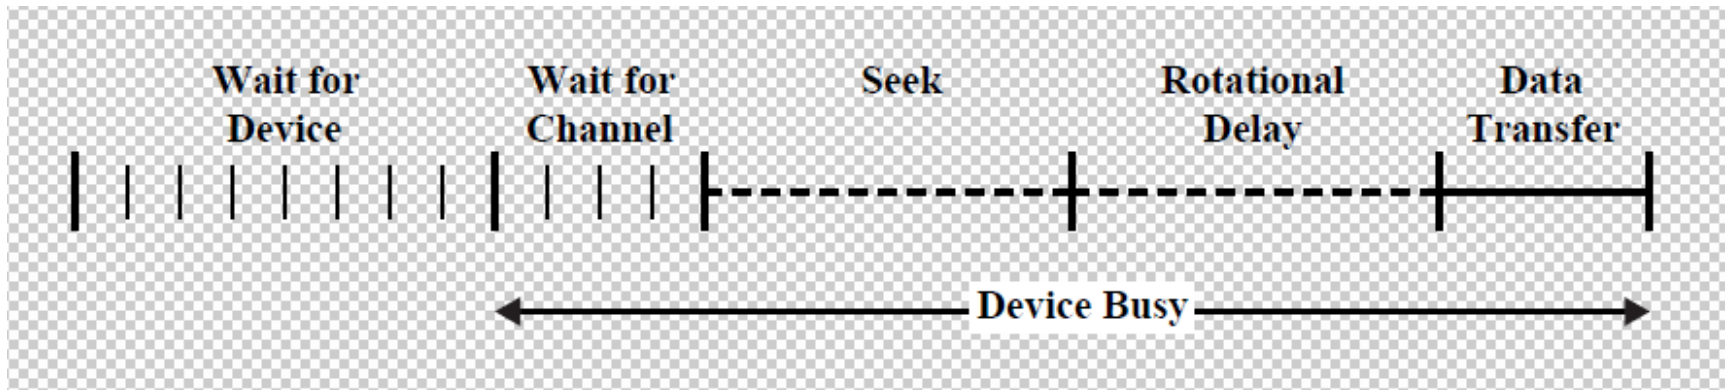 Wait for
Device
Wait for
Channel
Seek
Rotational
Delay
Data
Transfer
Device Busy